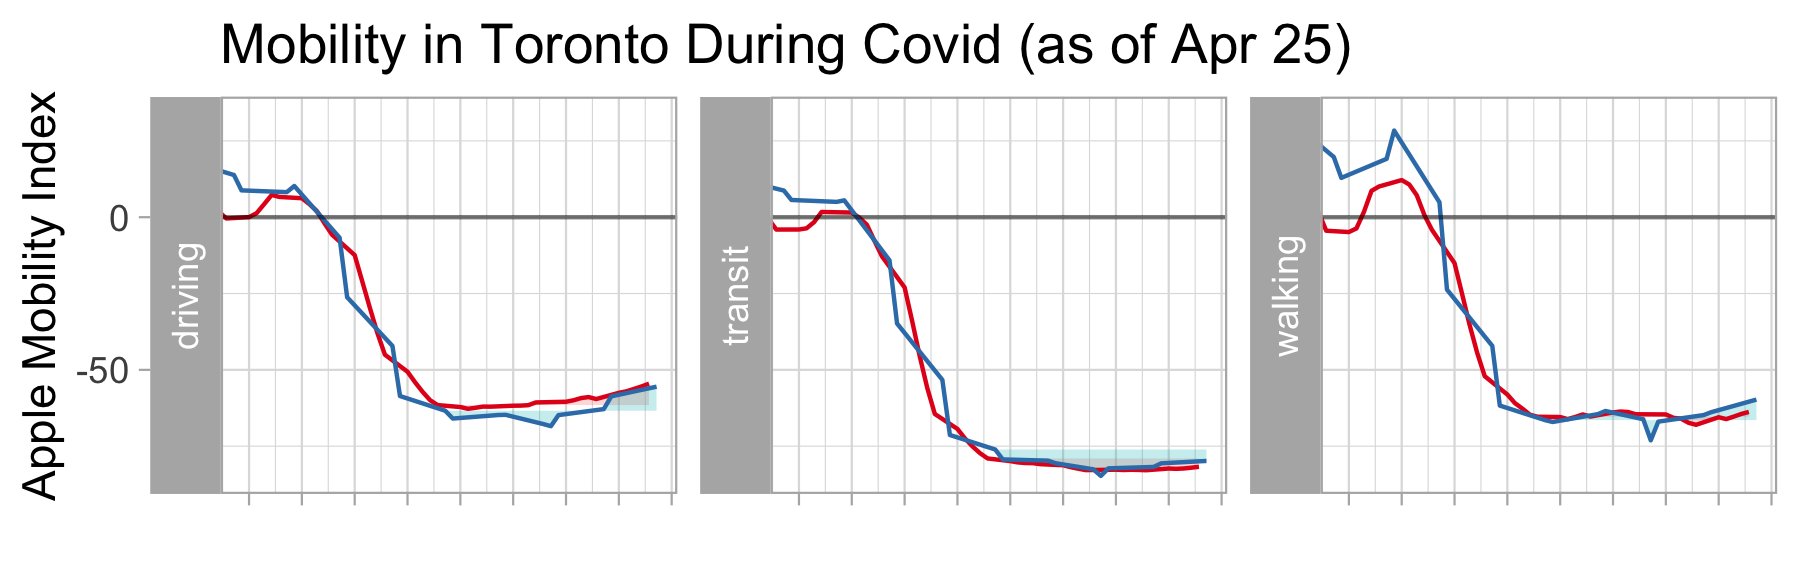 Mobility in Toronto During Covid (as of Apr 25)
Apple Mobility Index
0
-50
driving
transit
walking